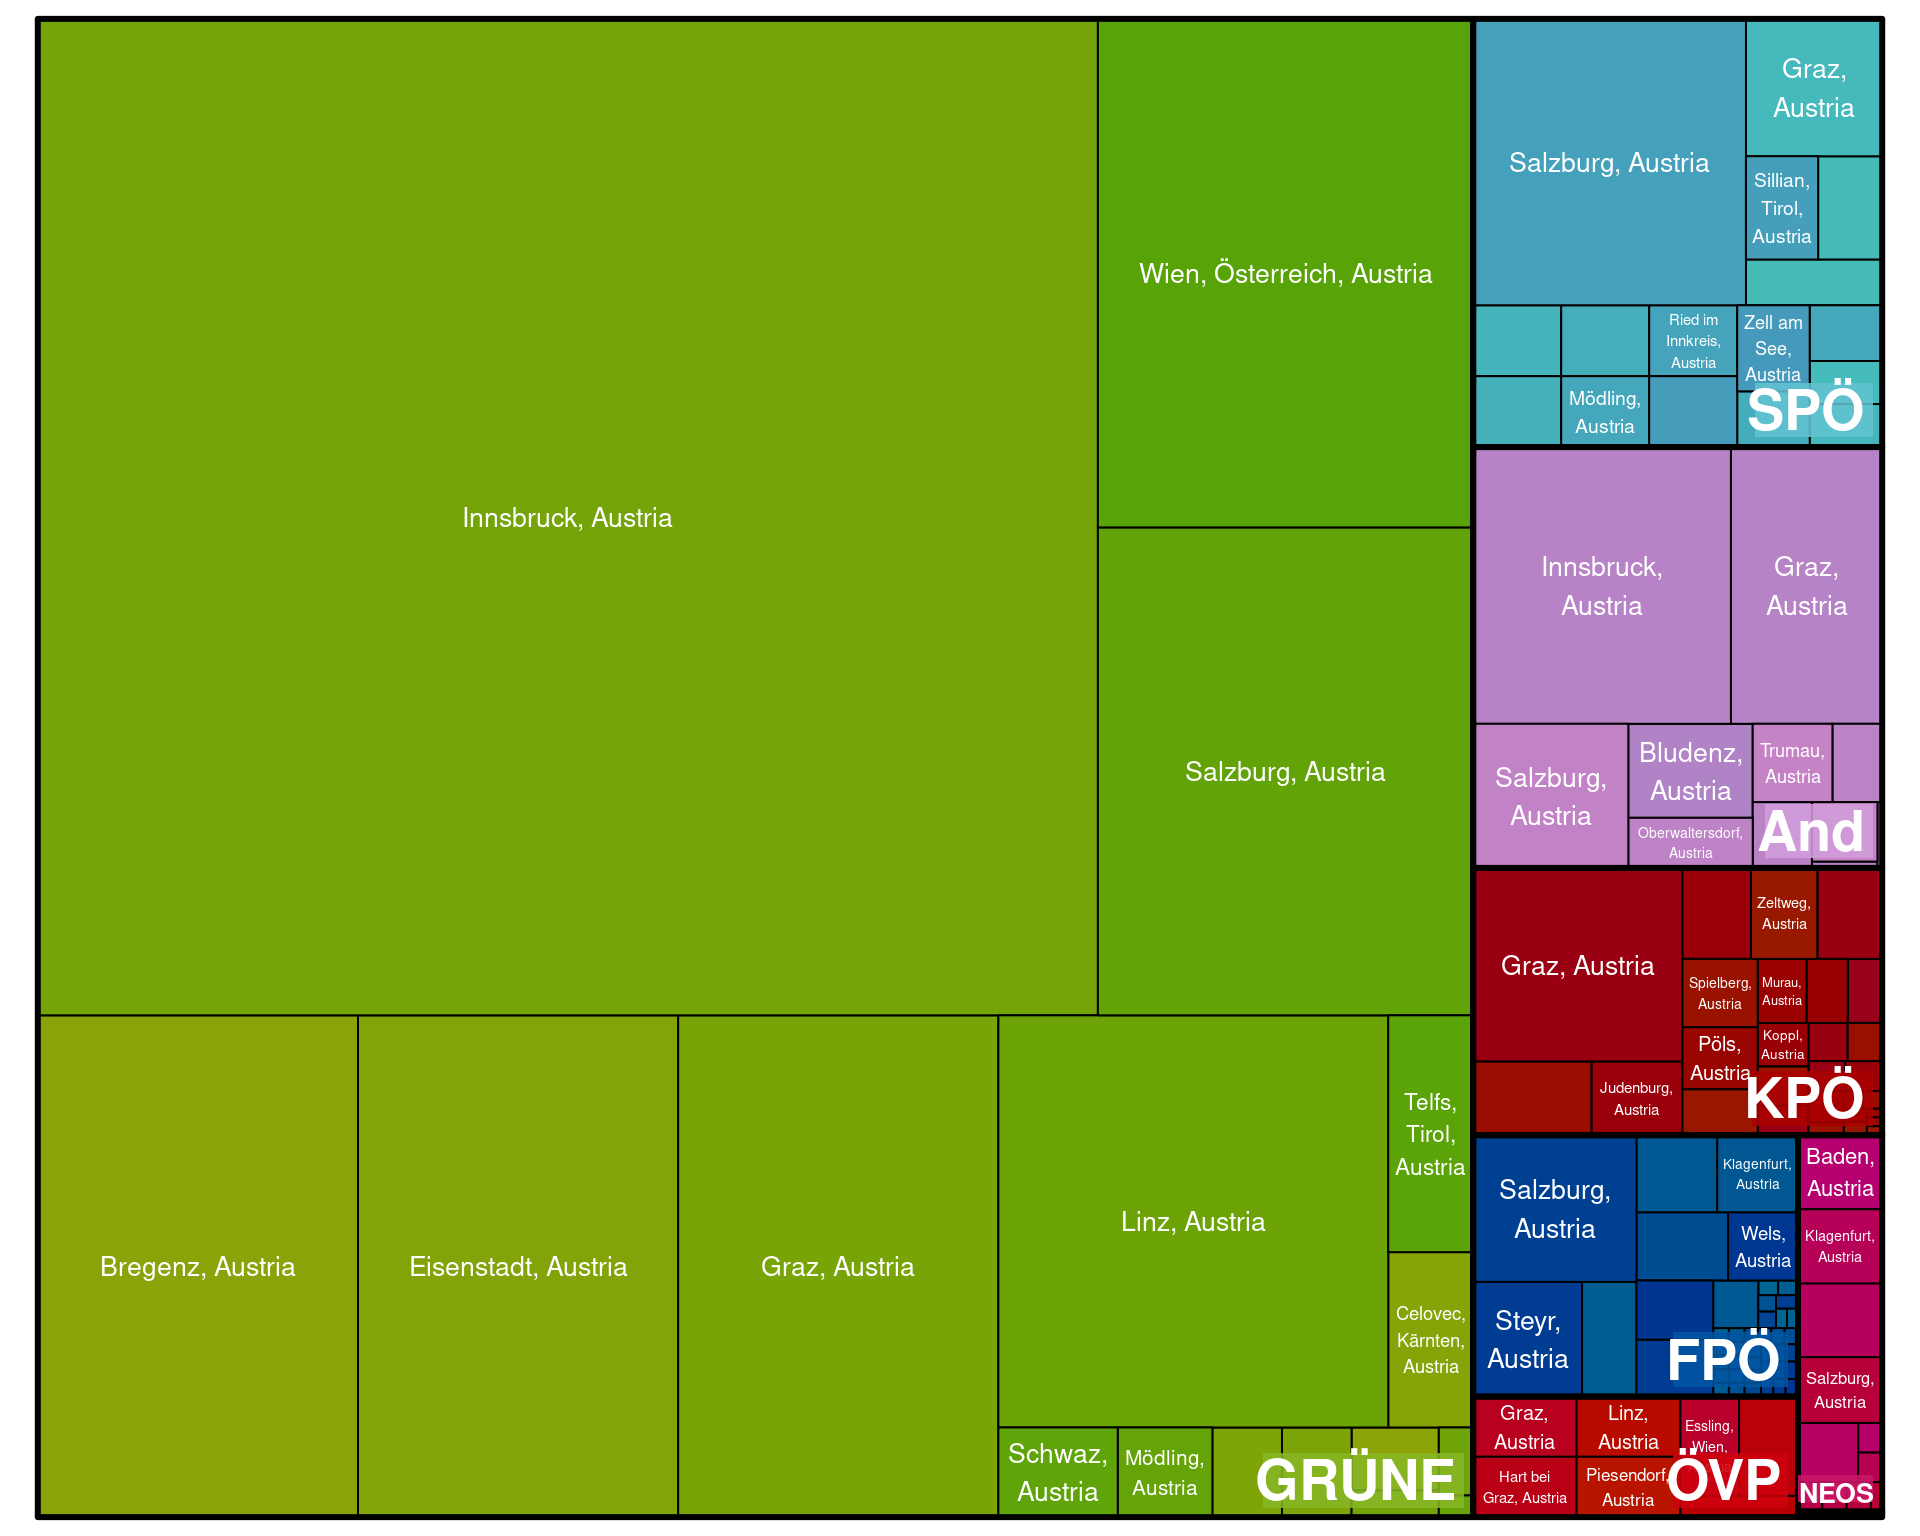 Innsbruck, Austria
Wien, Österreich, Austria
Salzburg, Austria
Bregenz, Austria
Eisenstadt, Austria
Graz, Austria
Linz, Austria
Telfs,
Tirol,
Austria
Celovec,
Kärnten,
Austria
Schwaz,
Austria
Mödling,
Austria
GRÜNE
Salzburg, Austria
Graz,
Austria
Sillian,
Tirol,
Austria
Ried im
Innkreis,
Austria
Zell am
See,
Austria
Mödling,
Austria
SPÖ
Innsbruck,
Austria
Graz,
Austria
Salzburg,
Austria
Bludenz,
Austria
Trumau,
Austria
Oberwaltersdorf,
Austria
And
Graz, Austria
Zeltweg,
Austria
Spielberg,
Austria
Murau,
Austria
Pöls,
Austria
Koppl,
Austria
Judenburg,
Austria
KPÖ
Salzburg,
Austria
Klagenfurt,
Austria
Wels,
Austria
Steyr,
Austria
FPÖ
Baden,
Austria
Klagenfurt,
Austria
Salzburg,
Austria
NEOS
Graz,
Austria
Linz,
Austria
Essling,
Wien,
Hart bei
Graz, Austria
Piesendorf,
Austria
ÖVP